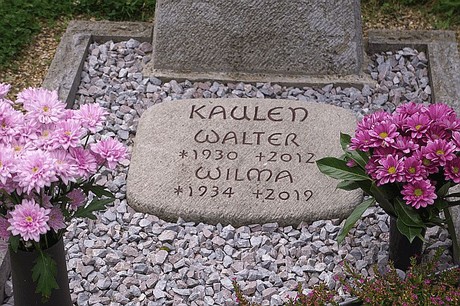 KAULEN
WALTER
*1930 +2012
WILMA
*1934 +2019